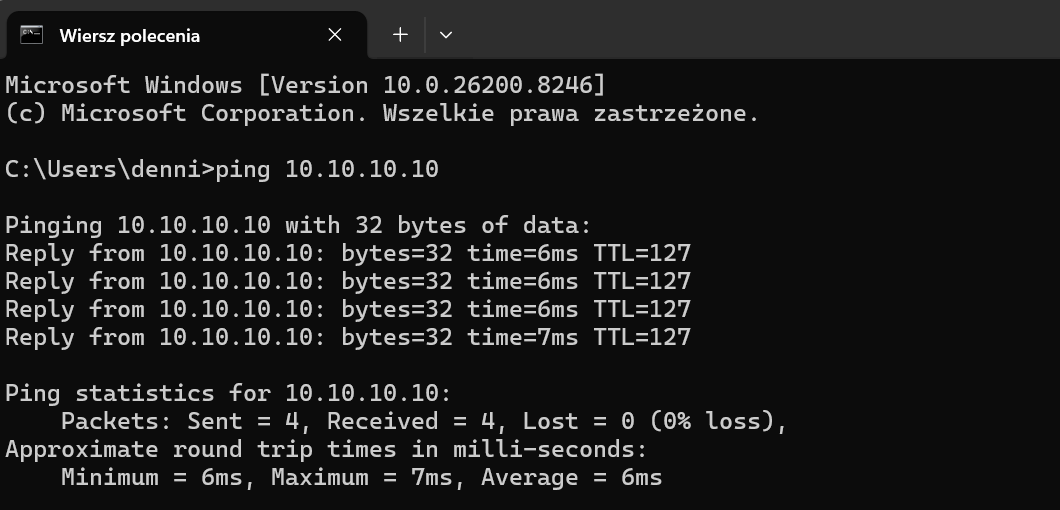 Wiersz polecenia
Microsoft Windows [Version 10.0.26200.8246]
(c) Microsoft Corporation. Wszelkie prawa zastrzeżone.
C:\Users\denni>ping 10.10.10.10
Pinging 10.10.10.10 with 32 bytes of data:
Reply from 10.10.10.10: bytes=32 time=6ms TTL=127
Reply from 10.10.10.10: bytes=32 time=6ms TTL=127
Reply from 10.10.10.10: bytes=32 time=6ms TTL=127
Reply from 10.10.10.10: bytes=32 time=7ms TTL=127
Ping statistics for 10.10.10.10:
    Packets: Sent = 4, Received = 4, Lost = 0 (0% loss),
Approximate round trip times in milli-seconds:
    Minimum = 6ms, Maximum = 7ms, Average = 6ms